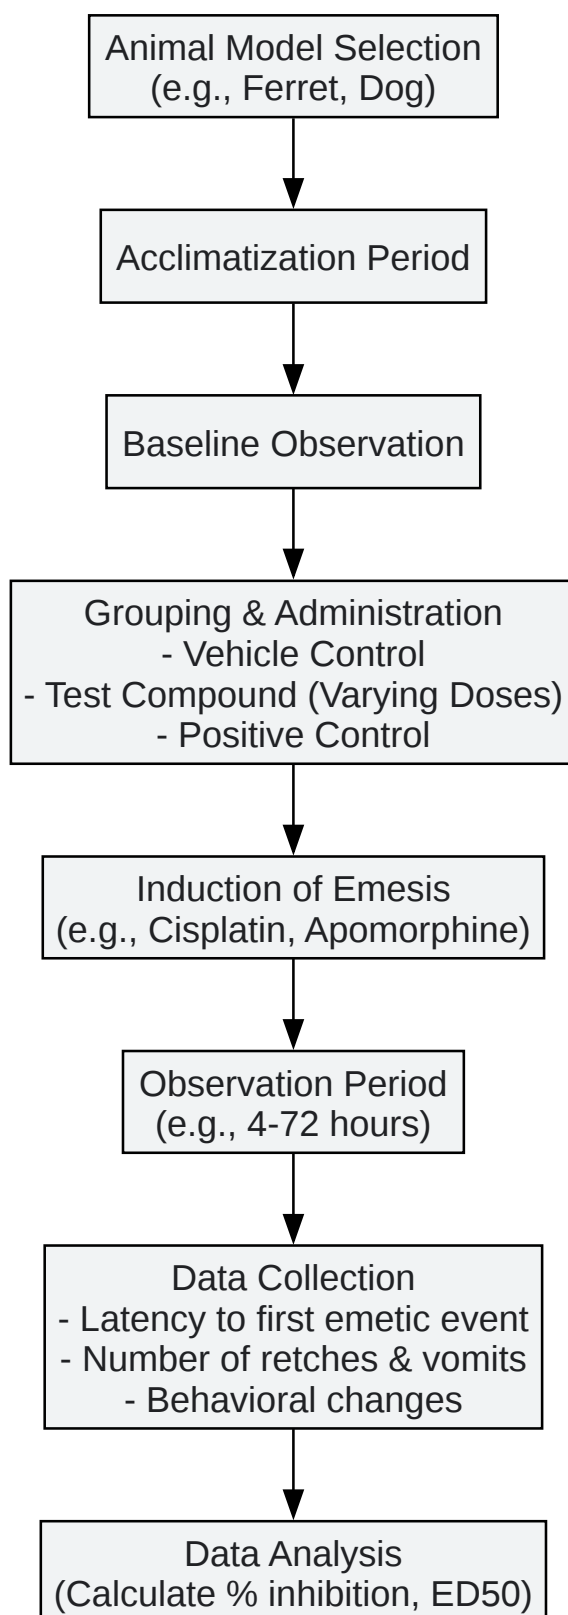 Animal Model Selection
(e.g., Ferret, Dog)
Acclimatization Period
Baseline Observation
Grouping & Administration
- Vehicle Control
- Test Compound (Varying Doses)
- Positive Control
Induction of Emesis
(e.g., Cisplatin, Apomorphine)
Observation Period
(e.g., 4-72 hours)
Data Collection
- Latency to first emetic event
- Number of retches & vomits
- Behavioral changes
Data Analysis
(Calculate % inhibition, ED50)